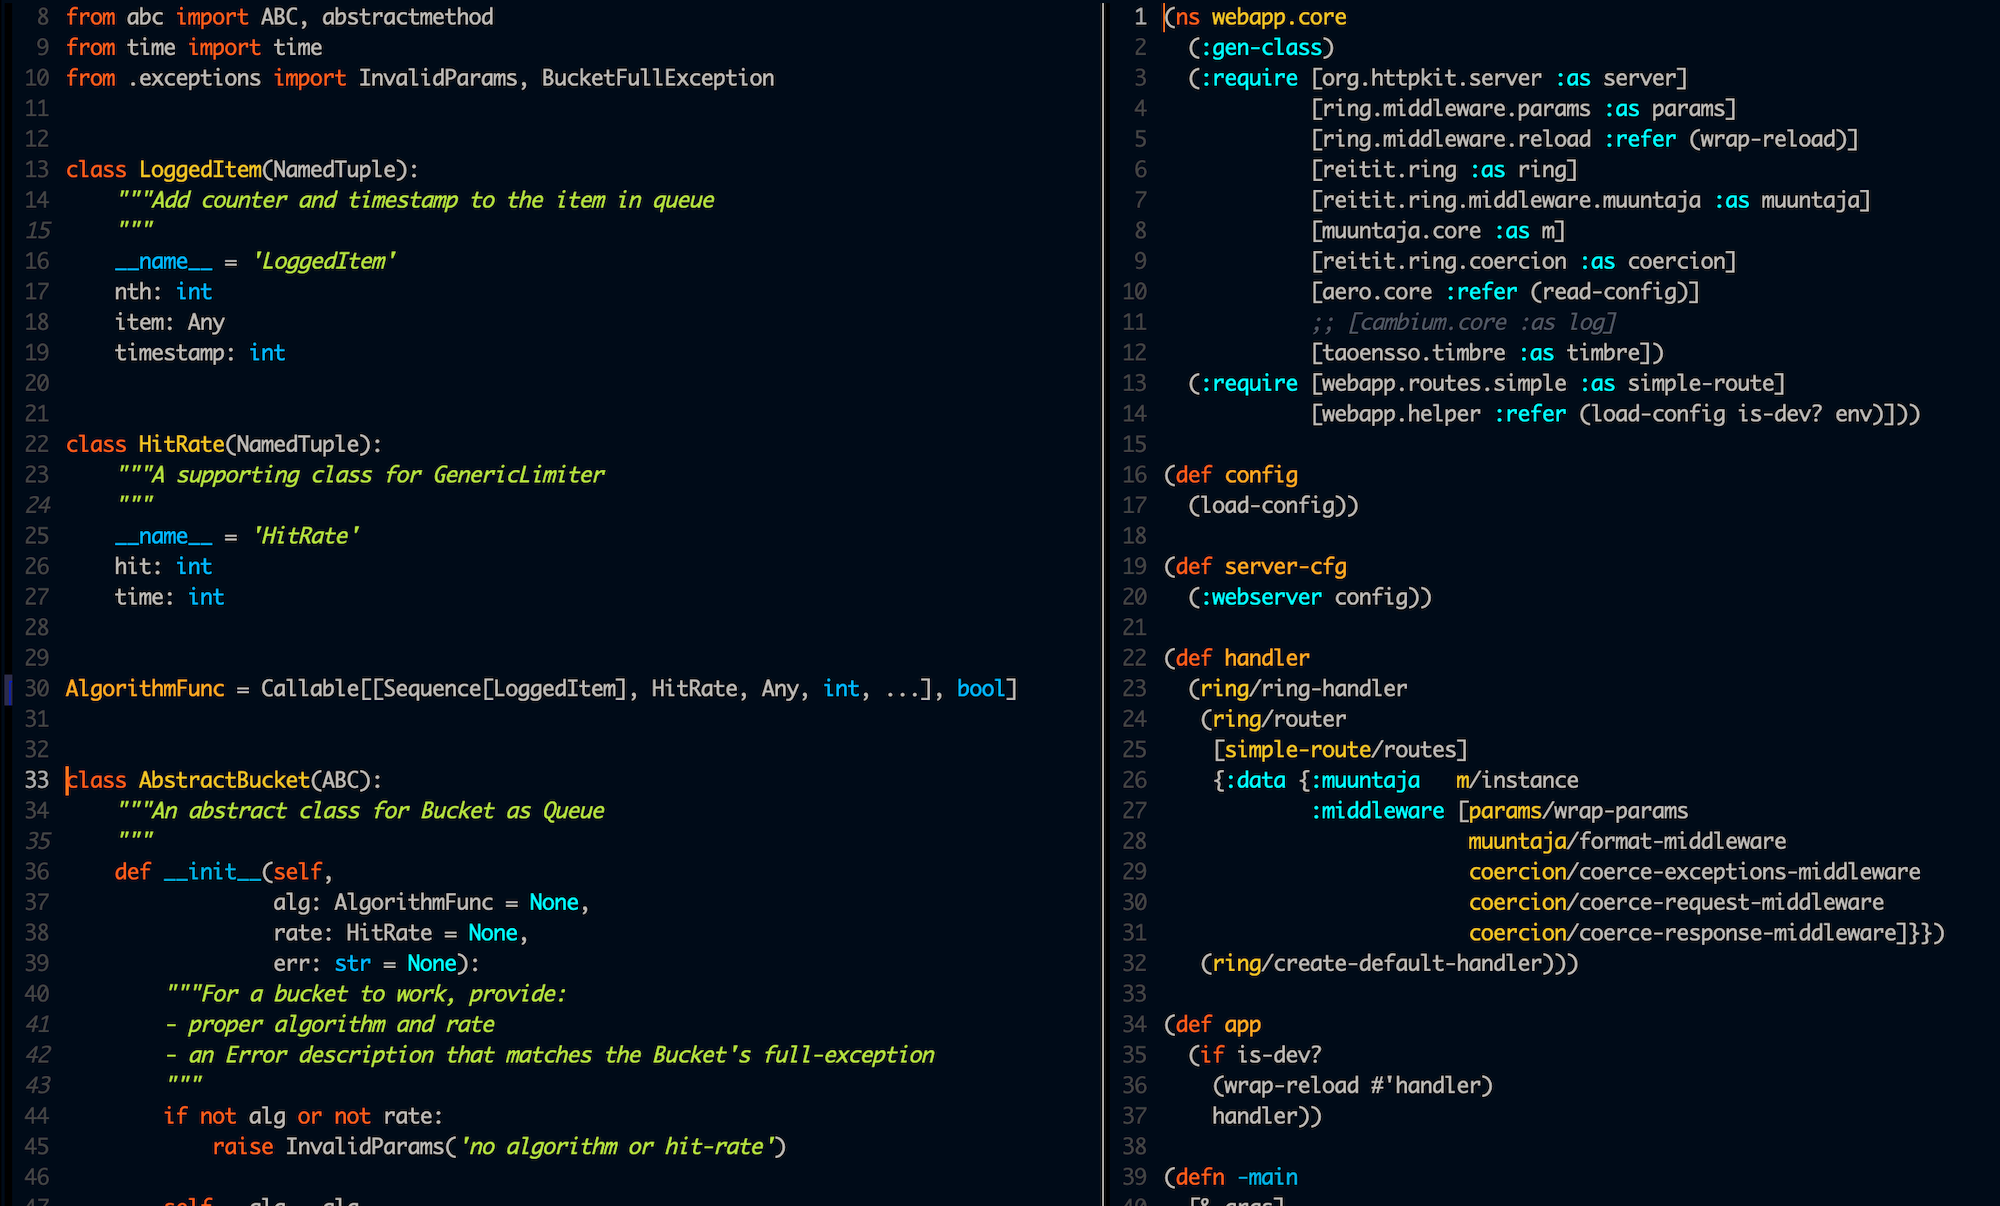 8 from abc import ABC, abstractmethod
9 from time import time
10 from .exceptions import InvalidParams, BucketFullException
11
12
13 class LoggedItem(NamedTuple):
14     """Add counter and timestamp to the item in queue
15     """
16     __name__ = 'LoggedItem'
17     nth: int
18     item: Any
19     timestamp: int
20
21
22 class HitRate(NamedTuple):
23     """A supporting class for GenericLimiter
24     """
25     __name__ = 'HitRate'
26     hit: int
27     time: int
28
29
30 AlgorithmFunc = Callable[[Sequence[LoggedItem], HitRate, Any, int, ...], bool]
31
32
33 class AbstractBucket(ABC):
34     """An abstract class for Bucket as Queue
35     """
36     def __init__(self,
37                  alg: AlgorithmFunc = None,
38                  rate: HitRate = None,
39                  err: str = None):
40         """For a bucket to work, provide:
41         - proper algorithm and rate
42         - an Error description that matches the Bucket's full-exception
43         """
44         if not alg or not rate:
45             raise InvalidParams('no algorithm or hit-rate')
46
1 (ns webapp.core
2   (:gen-class)
3   (:require [org.httpkit.server :as server]
4             [ring.middleware.params :as params]
5             [ring.middleware.reload :refer (wrap-reload)]
6             [reitit.ring :as ring]
7             [reitit.ring.middleware.muuntaja :as muuntaja]
8             [muuntaja.core :as m]
9             [reitit.ring.coercion :as coercion]
10             [aero.core :refer (read-config)]
11             ;; [cambium.core :as log]
12             [taoensso.timbre :as timbre])
13   (:require [webapp.routes.simple :as simple-route]
14             [webapp.helper :refer (load-config is-dev? env)]))
15
16 (def config
17   (load-config))
18
19 (def server-cfg
20   (:webserver config))
21
22 (def handler
23   (ring/ring-handler
24    (ring/router
25     [simple-route/routes]
26     {:data {:muuntaja   m/instance
27             :middleware [params/wrap-params
28                          muuntaja/format-middleware
29                          coercion/coerce-exceptions-middleware
30                          coercion/coerce-request-middleware
31                          coercion/coerce-response-middleware]}})
32    (ring/create-default-handler)))
33
34 (def app
35   (if is-dev?
36     (wrap-reload #'handler)
37     handler))
38
39 (defn -main